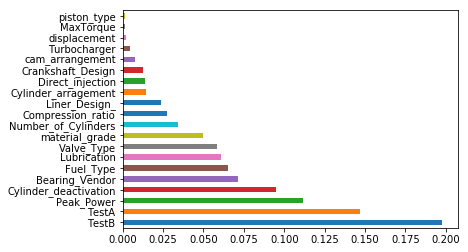 piston_type
MaxTorque
displacement
Turbocharger
cam_arrangement
Crankshaft_Design
Direct_injection
Cylinder_arragement
Liner_Design_
Compression_ratio
Number_of_Cylinders
material_grade
Valve_Type
Lubrication
Fuel_Type
Bearing_Vendor
Cylinder_deactivation
Peak_Power
TestA
TestB
0.000 0.025 0.050 0.075 0.100 0.125 0.150 0.175 0.200